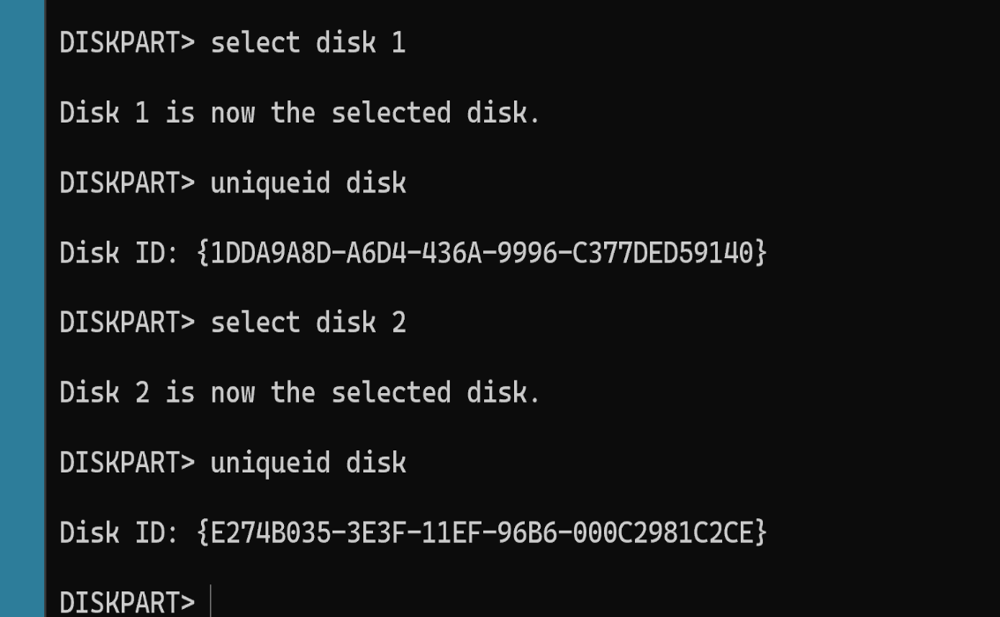 DISKPART> select disk 1
Disk 1 is now the selected disk.
DISKPART> uniqueid disk
Disk ID: {1DDA9A8D-A6D4-436A-9996-C377DED59140}
DISKPART> select disk 2
Disk 2 is now the selected disk.
DISKPART> uniqueid disk
Disk ID: {E274B035-3E3F-11EF-96B6-000C2981C2CE}
DISKPART>